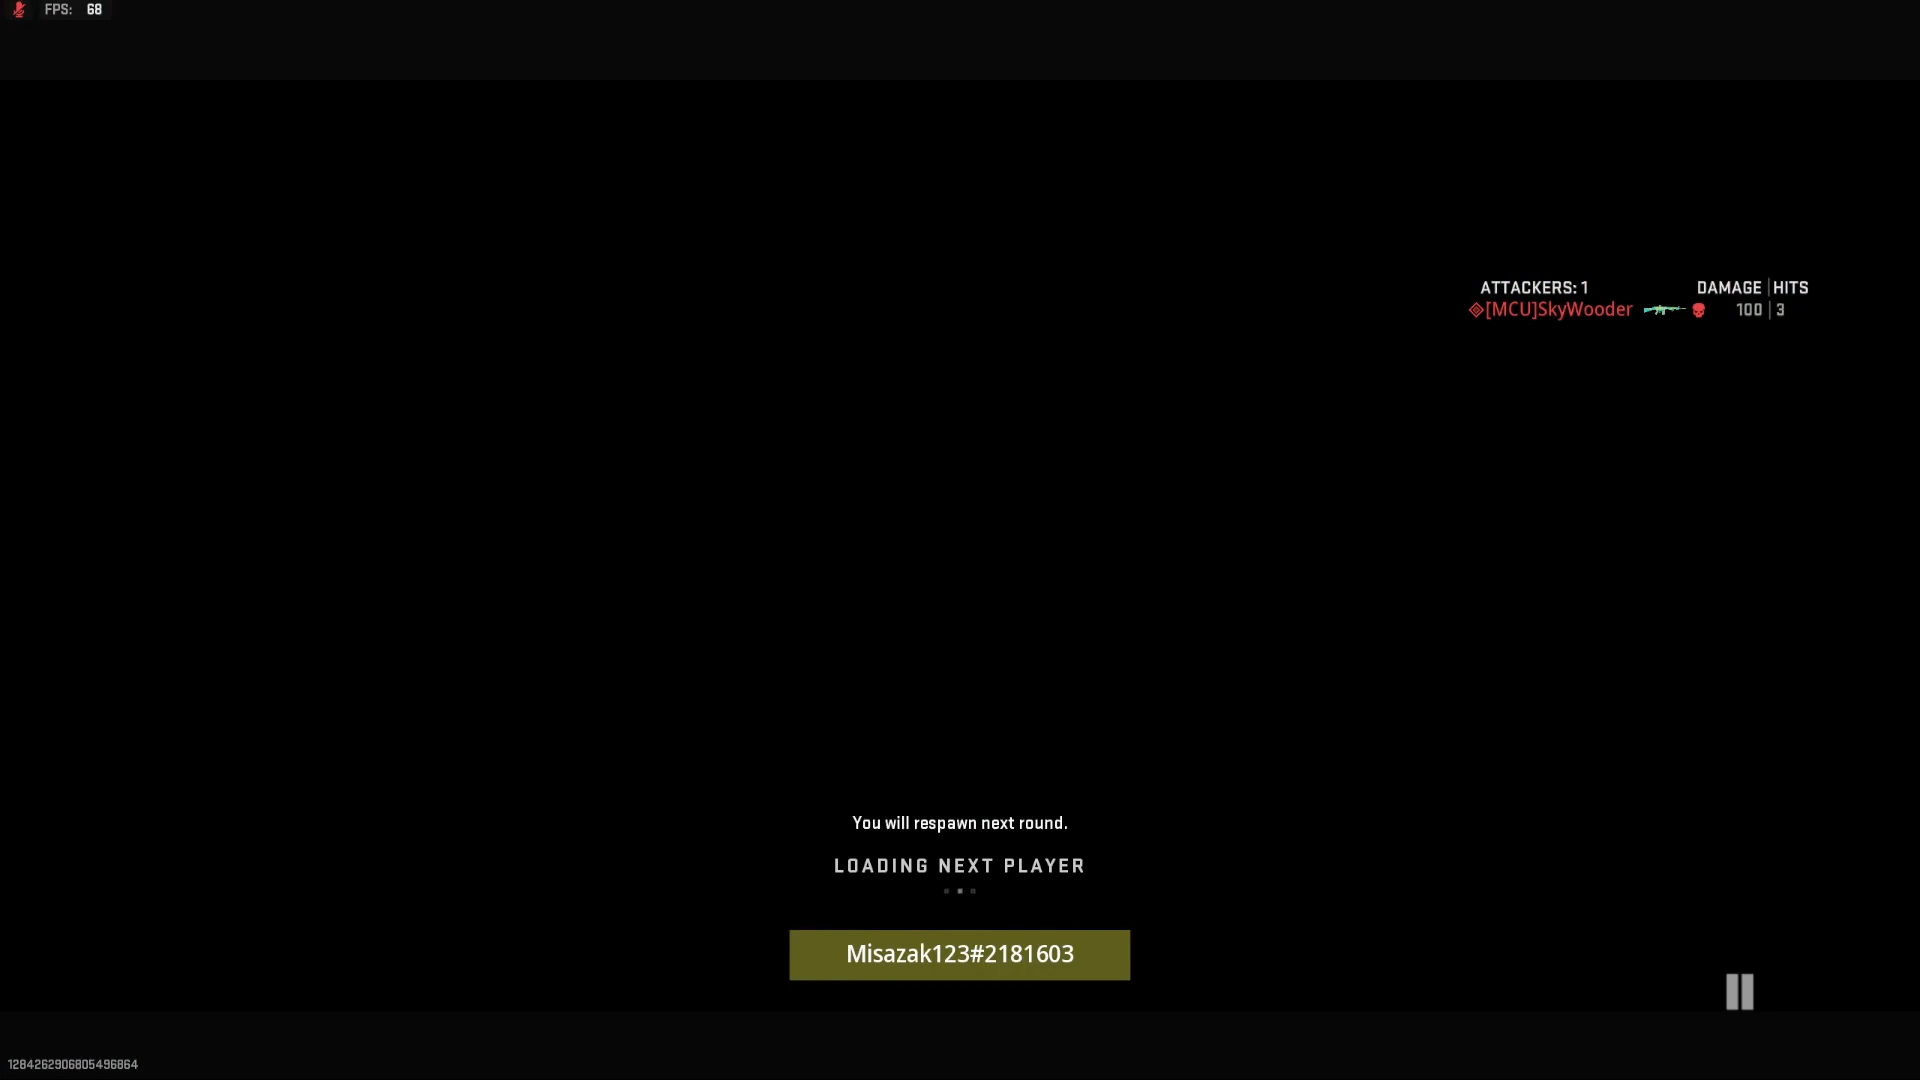 FPS: 68
ATTACKERS: 1 DAMAGE HITS
[MCU]SkyWooder 100 3
You will respawn next round.
LOADING NEXT PLAYER
Misazak123#2181603
1284262906805496864